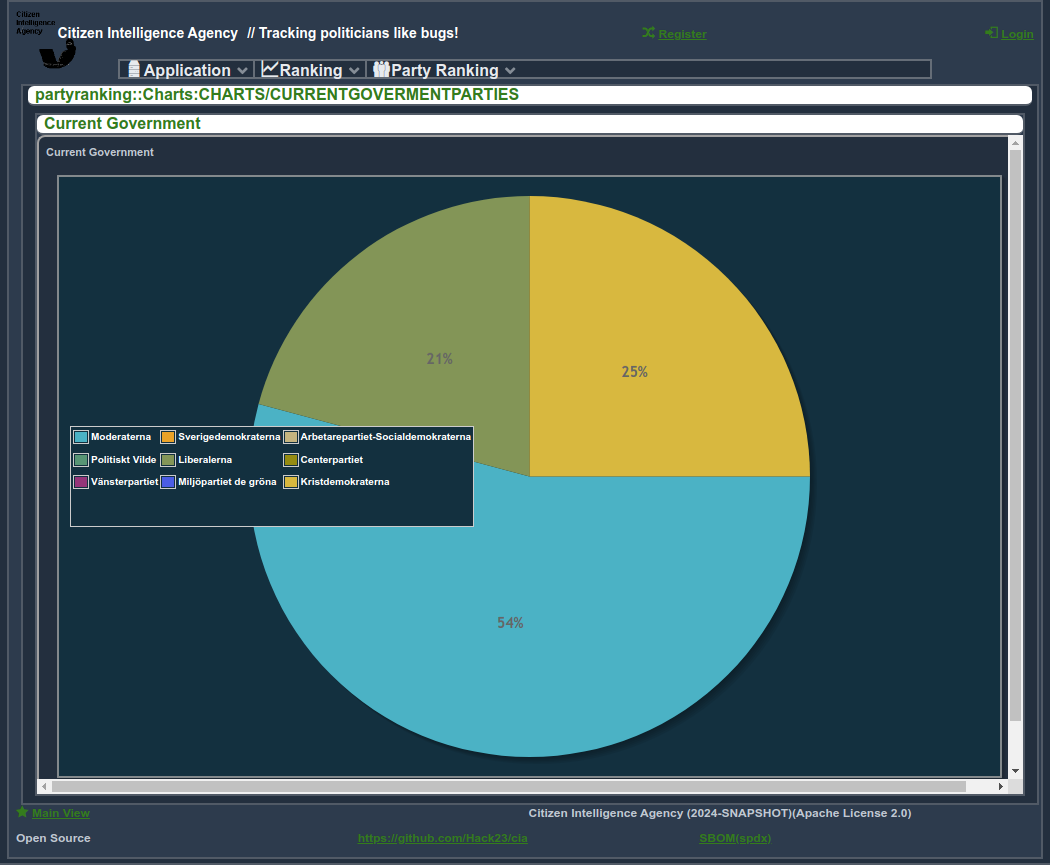 Citizen
Intelligence
Agency
Citizen Intelligence Agency // Tracking politicians like bugs!
Register
Login
Application
Ranking
Party Ranking
partyranking::Charts:CHARTS/CURRENTGOVERMENTPARTIES
Current Government
Current Government
21%
25%
Moderaterna Sverigedemokraterna Arbetarepartiet-Socialdemokraterna
Politiskt Vilde Liberalerna Centerpartiet
Vänsterpartiet Miljöpartiet de gröna Kristdemokraterna
54%
Main View
Citizen Intelligence Agency (2024-SNAPSHOT)(Apache License 2.0)
Open Source
https://github.com/Hack23/cia
SBOM(spdx)